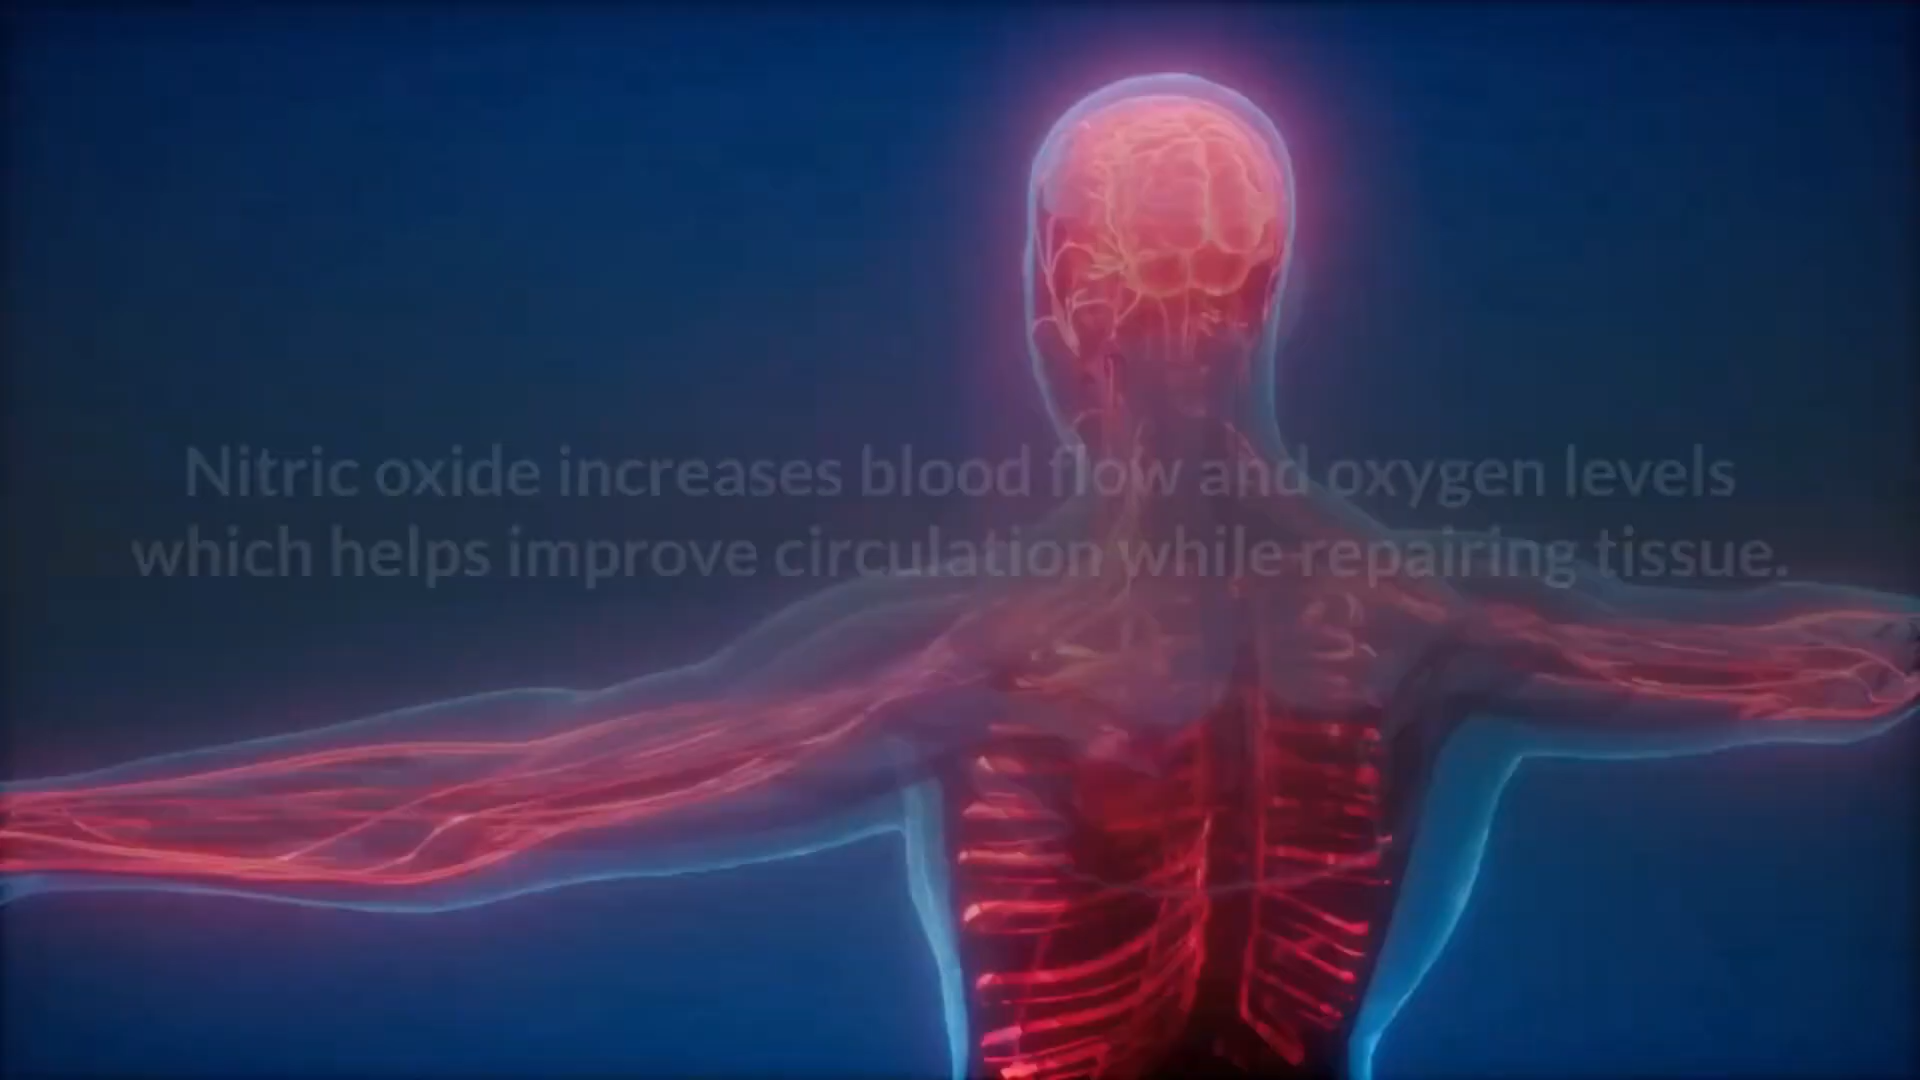 Nitric oxide increases blood flow and oxygen levels
which helps improve circulation while repairing tissue.